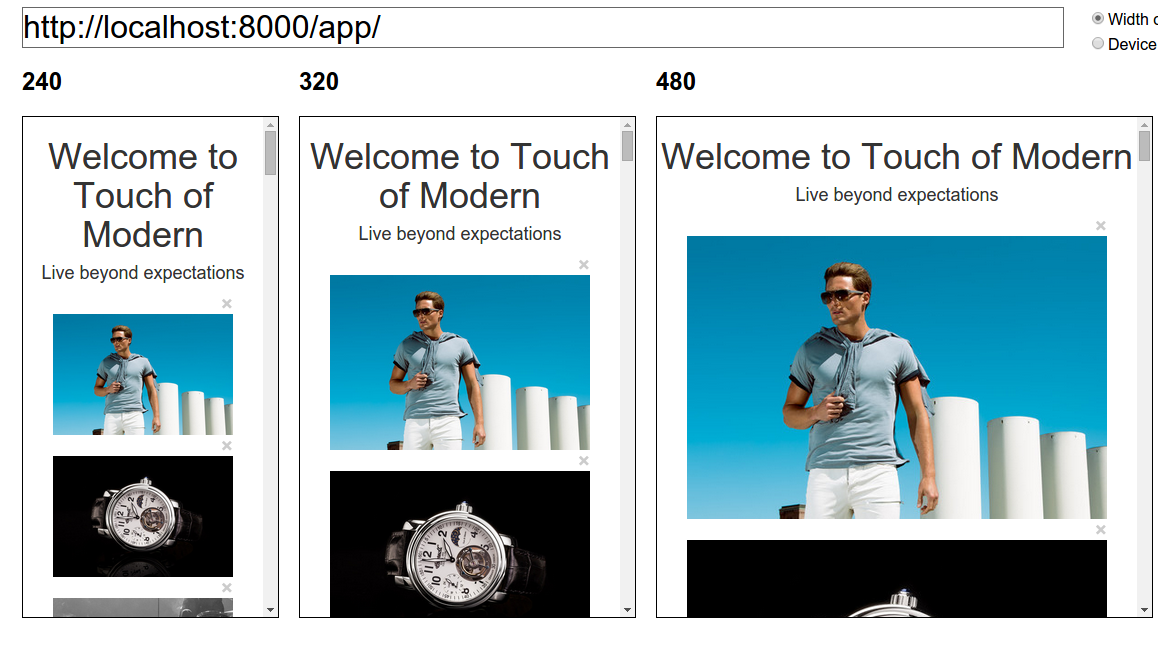 http://localhost:8000/app/
Width
Device
240
320
480
Welcome to
Touch of
Modern
Live beyond expectations
Welcome to Touch
of Modern
Live beyond expectations
Welcome to Touch of Modern
Live beyond expectations